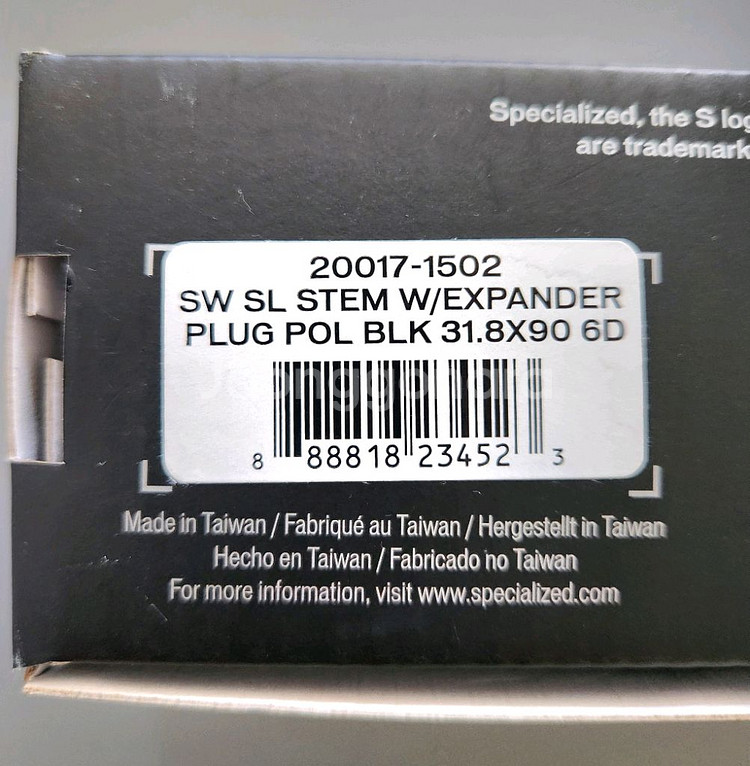 Specialized, the S log
are trademark
20017-1502
SW SL STEM W/EXPANDER
PLUG POL BLK 31.8X90 6D
Joonggonara
8 88818 23452 3
Made in Taiwan / Fabriqué au Taiwan / Hergestellt in Taiwan
Hecho en Taiwan / Fabricado no Taiwan
For more information, visit www.specialized.com